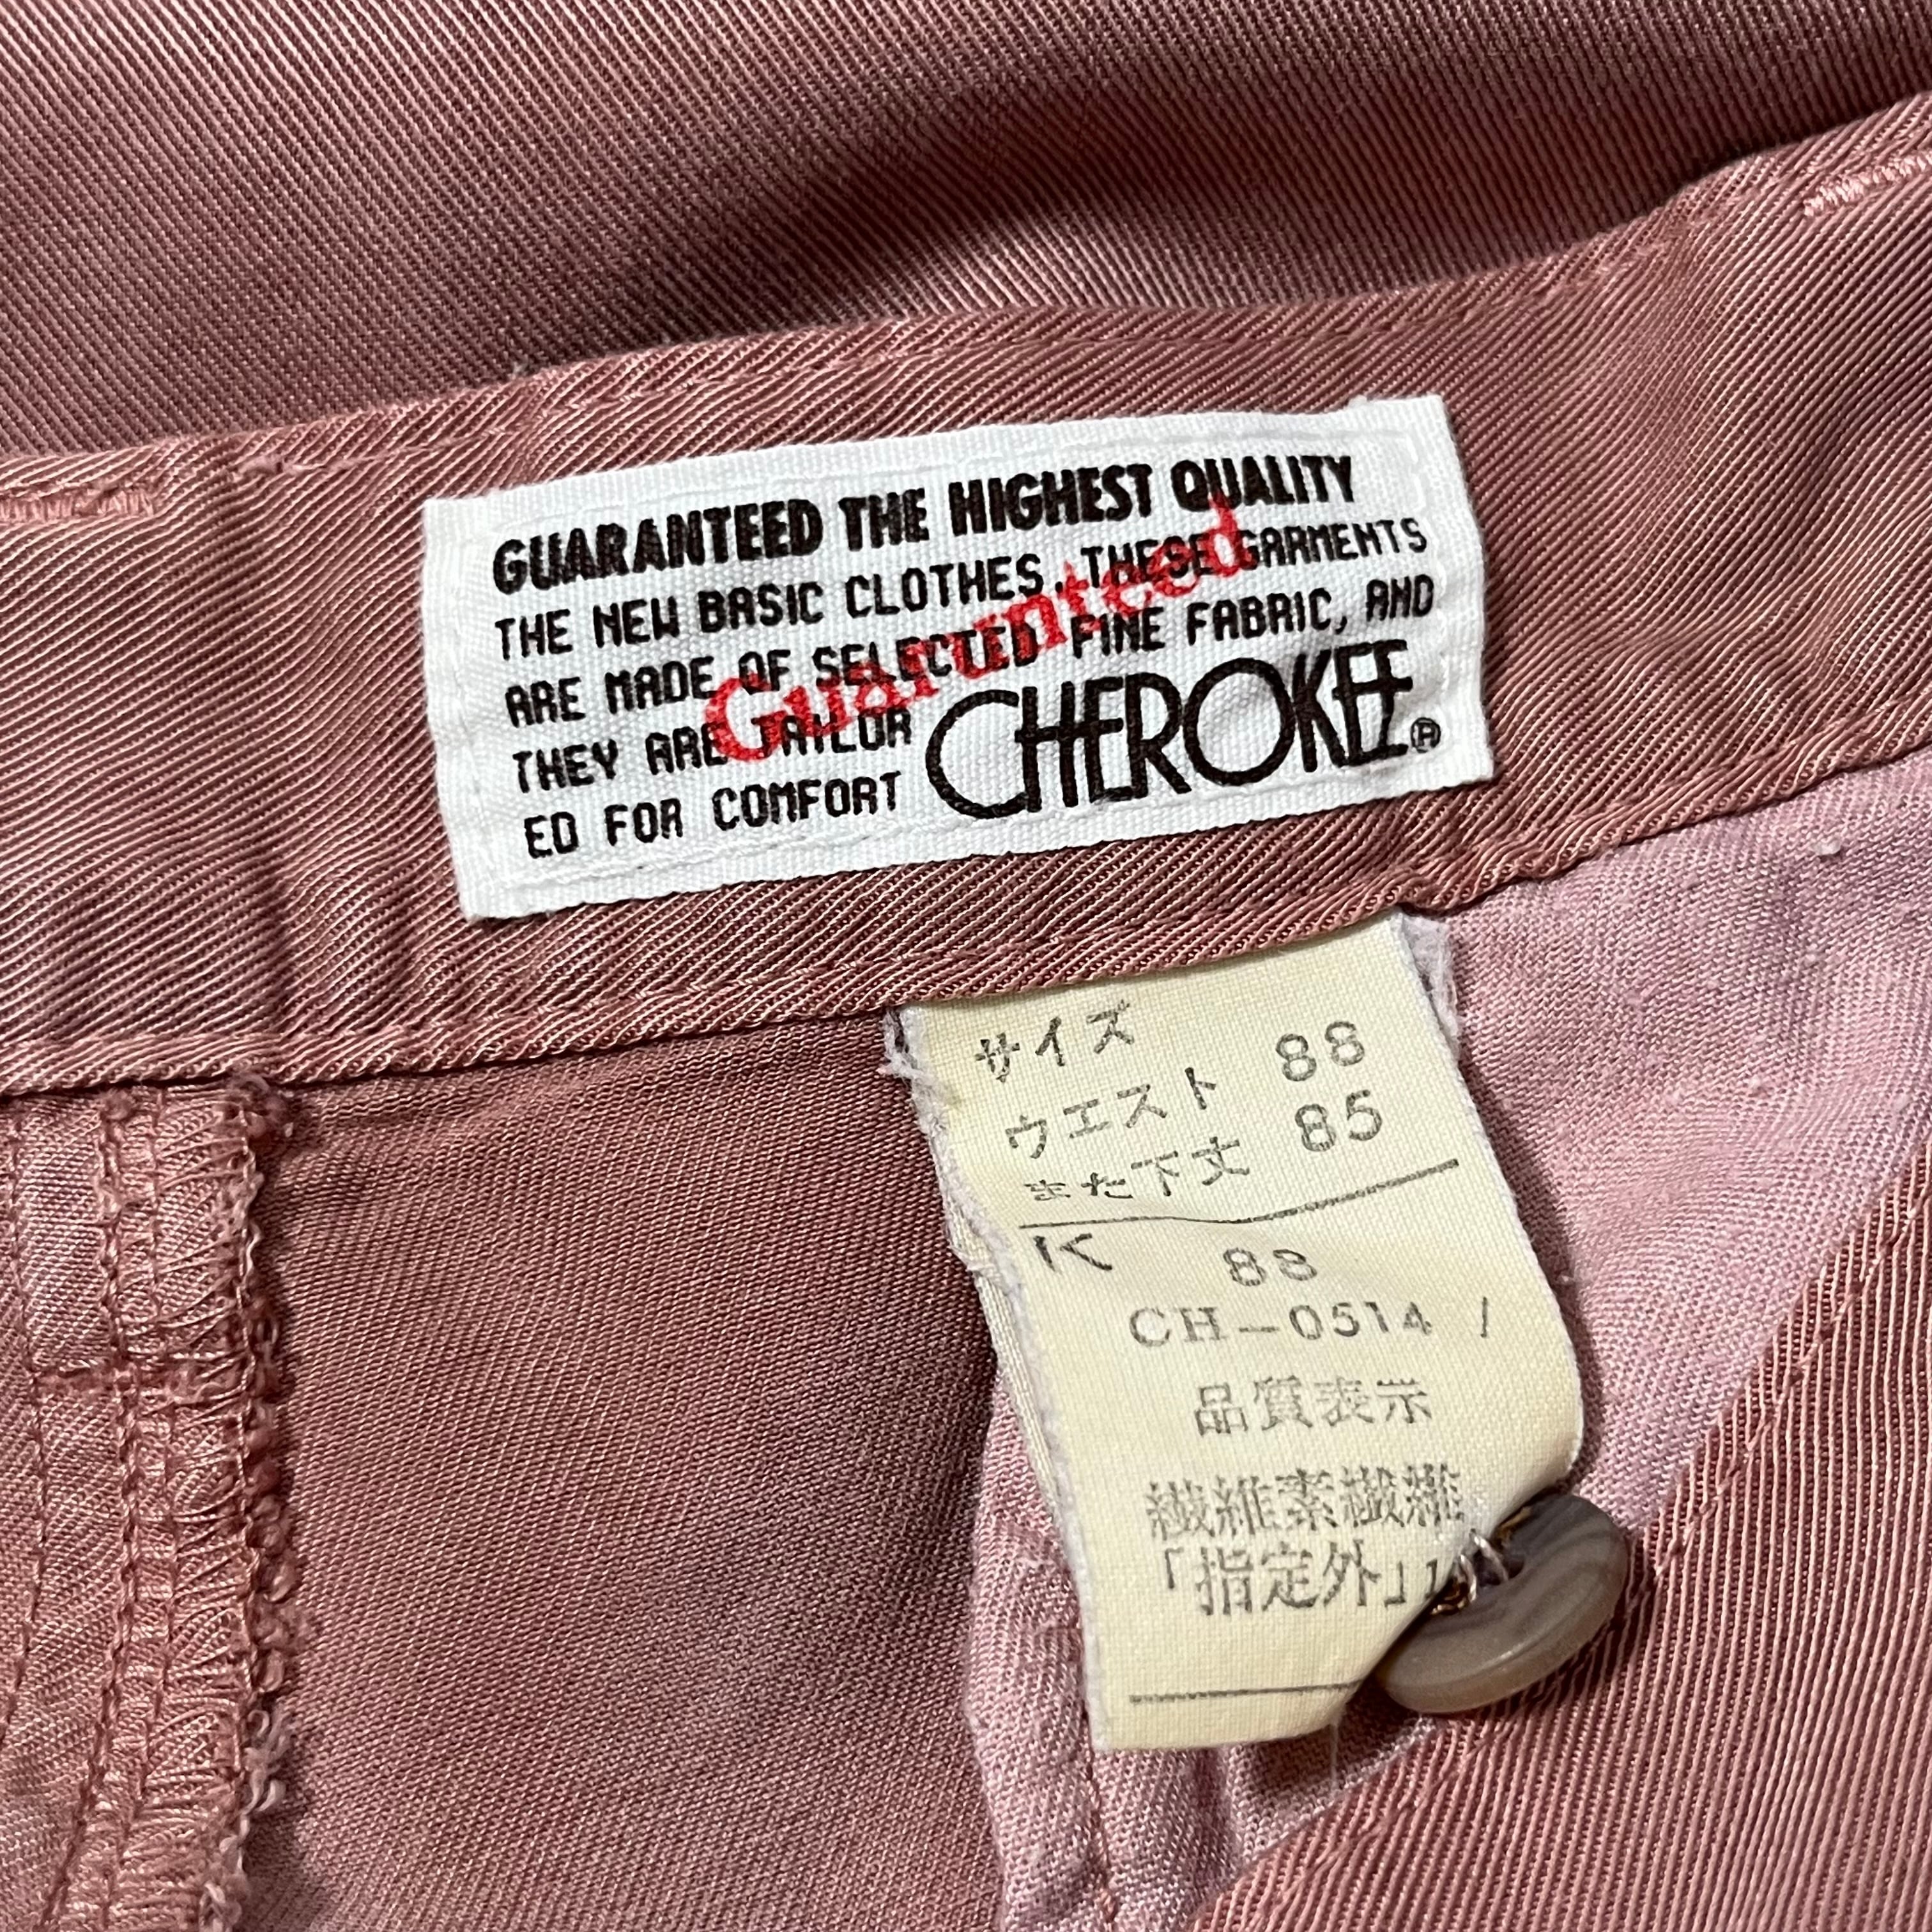 GUARANTEED THE HIGHEST QUALITY
THE NEW BASIC CLOTHES. THESE GARMENTS
ARE MADE OF SELECTED FINE FABRIC, AND
THEY ARE TAILOR
ED FOR COMFORT
CHEROKEE®
Guarunteed
サイズ
ウエスト 88
また下丈 85
K 88
CH-0514 /
品質表示
繊維素繊維
「指定外」1